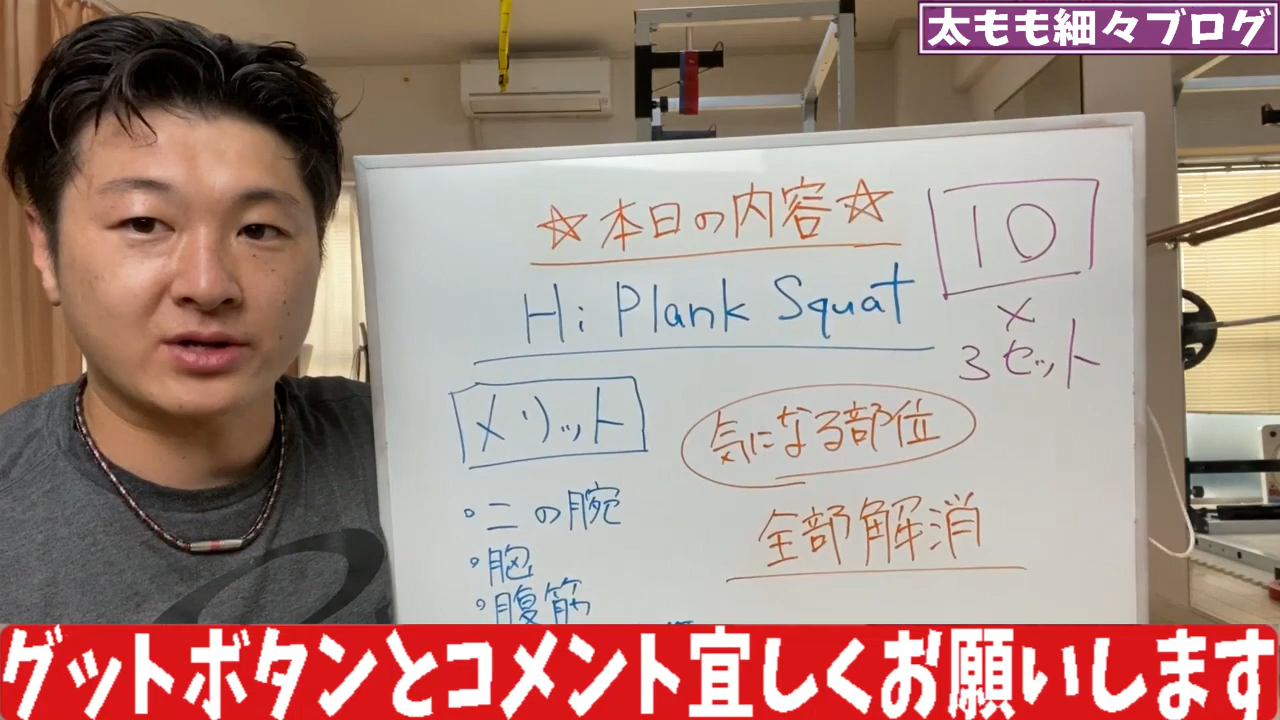 太もも細々ブログ
☆本日の内容☆
10
×
3セット
Hi Plank Squat
メリット
気になる部位
・二の腕
全部解消
・胸
・腹筋
グットボタンとコメント宜しくお願いします